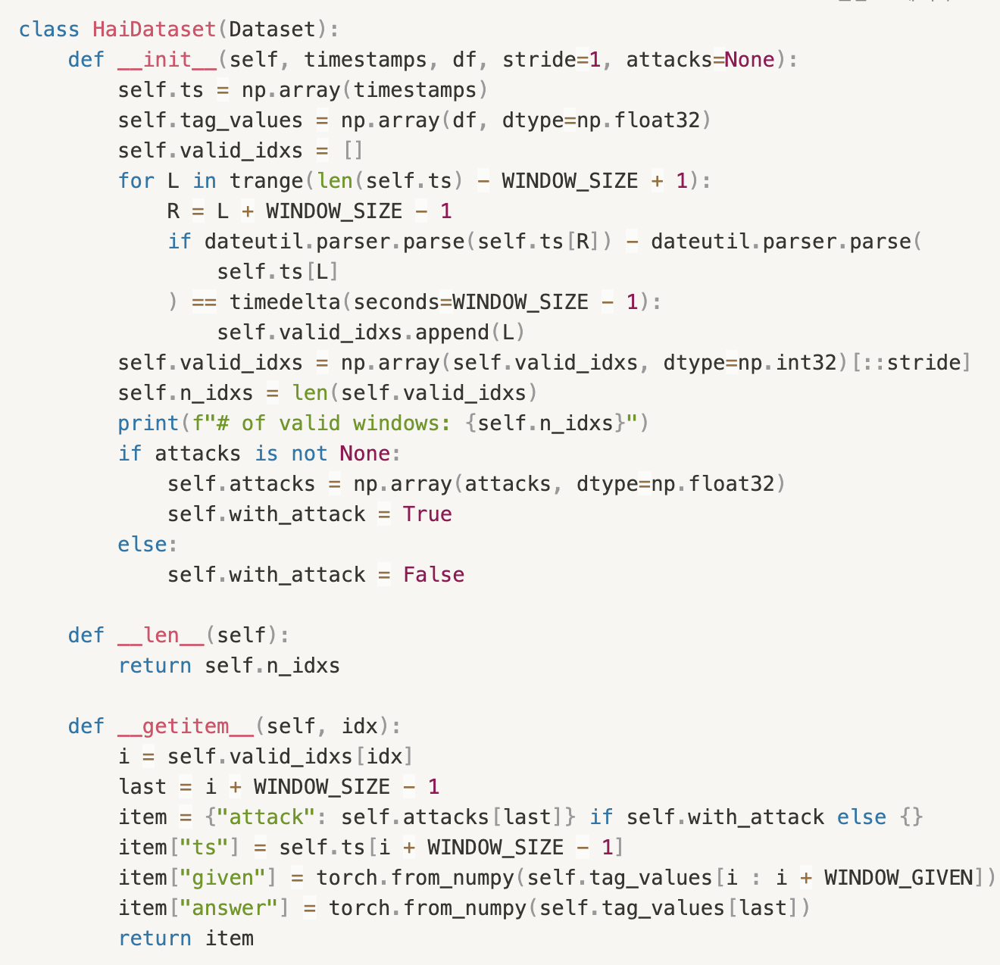 class HaiDataset(Dataset):
    def __init__(self, timestamps, df, stride=1, attacks=None):
        self.ts = np.array(timestamps)
        self.tag_values = np.array(df, dtype=np.float32)
        self.valid_idxs = []
        for L in trange(len(self.ts) - WINDOW_SIZE + 1):
            R = L + WINDOW_SIZE - 1
            if dateutil.parser.parse(self.ts[R]) - dateutil.parser.parse(
                self.ts[L]
            ) == timedelta(seconds=WINDOW_SIZE - 1):
                self.valid_idxs.append(L)
        self.valid_idxs = np.array(self.valid_idxs, dtype=np.int32)[::stride]
        self.n_idxs = len(self.valid_idxs)
        print(f"# of valid windows: {self.n_idxs}")
        if attacks is not None:
            self.attacks = np.array(attacks, dtype=np.float32)
            self.with_attack = True
        else:
            self.with_attack = False

    def __len__(self):
        return self.n_idxs

    def __getitem__(self, idx):
        i = self.valid_idxs[idx]
        last = i + WINDOW_SIZE - 1
        item = {"attack": self.attacks[last]} if self.with_attack else {}
        item["ts"] = self.ts[i + WINDOW_SIZE - 1]
        item["given"] = torch.from_numpy(self.tag_values[i : i + WINDOW_GIVEN])
        item["answer"] = torch.from_numpy(self.tag_values[last])
        return item